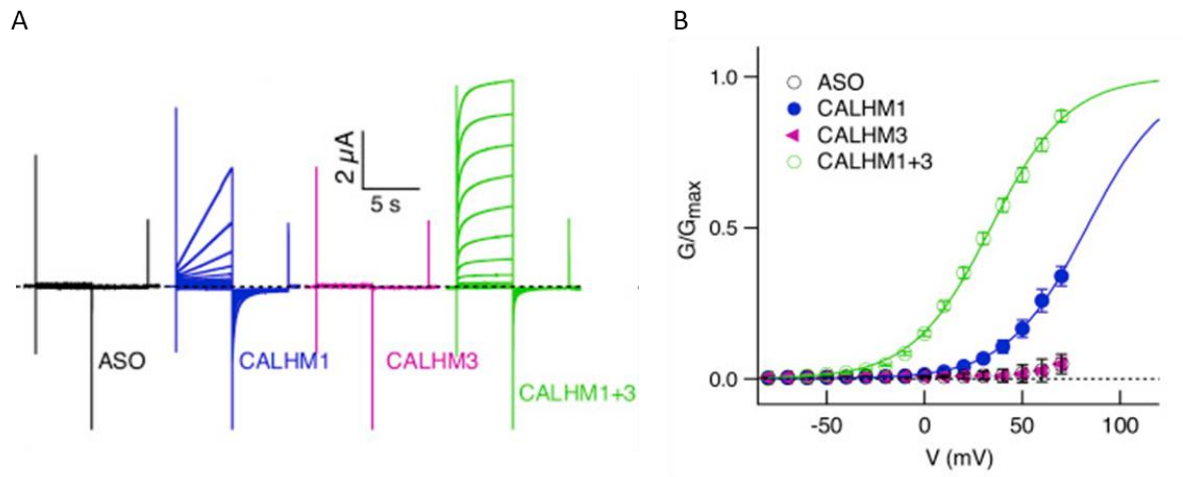 A
2 µA
5 s
ASO
CALHM1
CALHM3
CALHM1+3
B
1.0
0.5
0.0
G/Gmax
ASO
CALHM1
CALHM3
CALHM1+3
-50
0
50
100
V (mV)